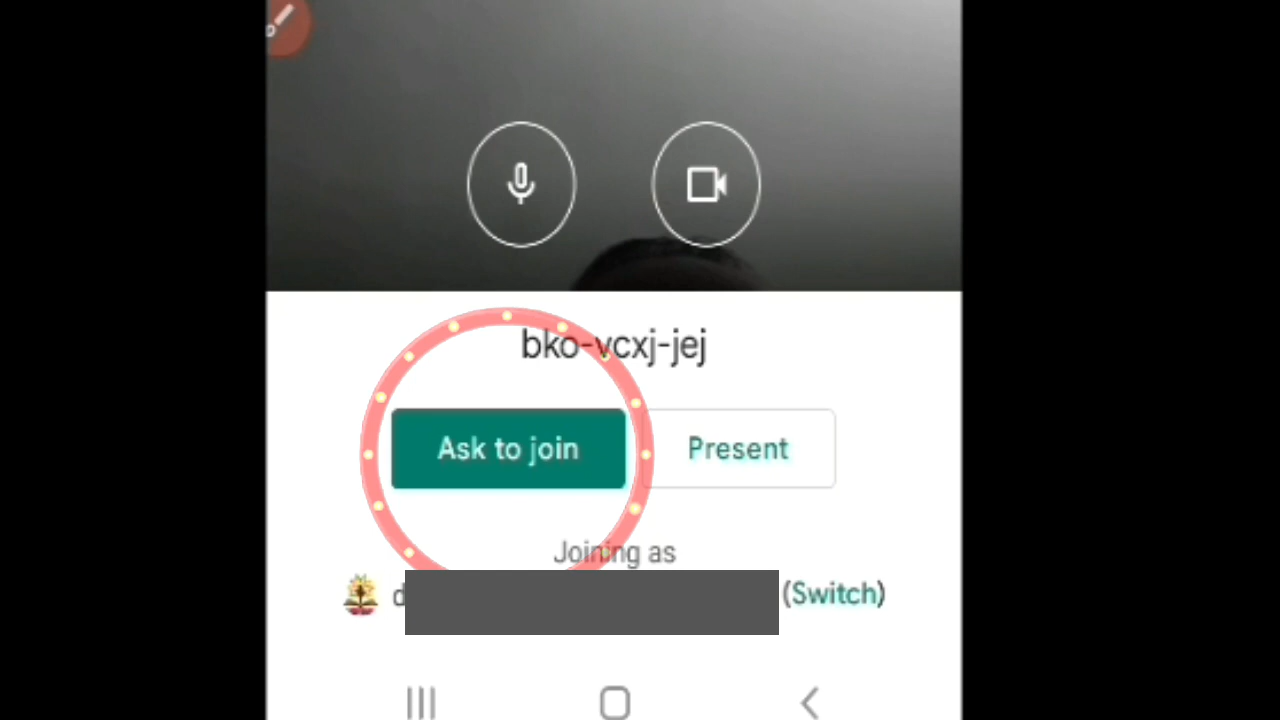 bko-vcxj-jej
Ask to join
Present
Joining as
d
(Switch)